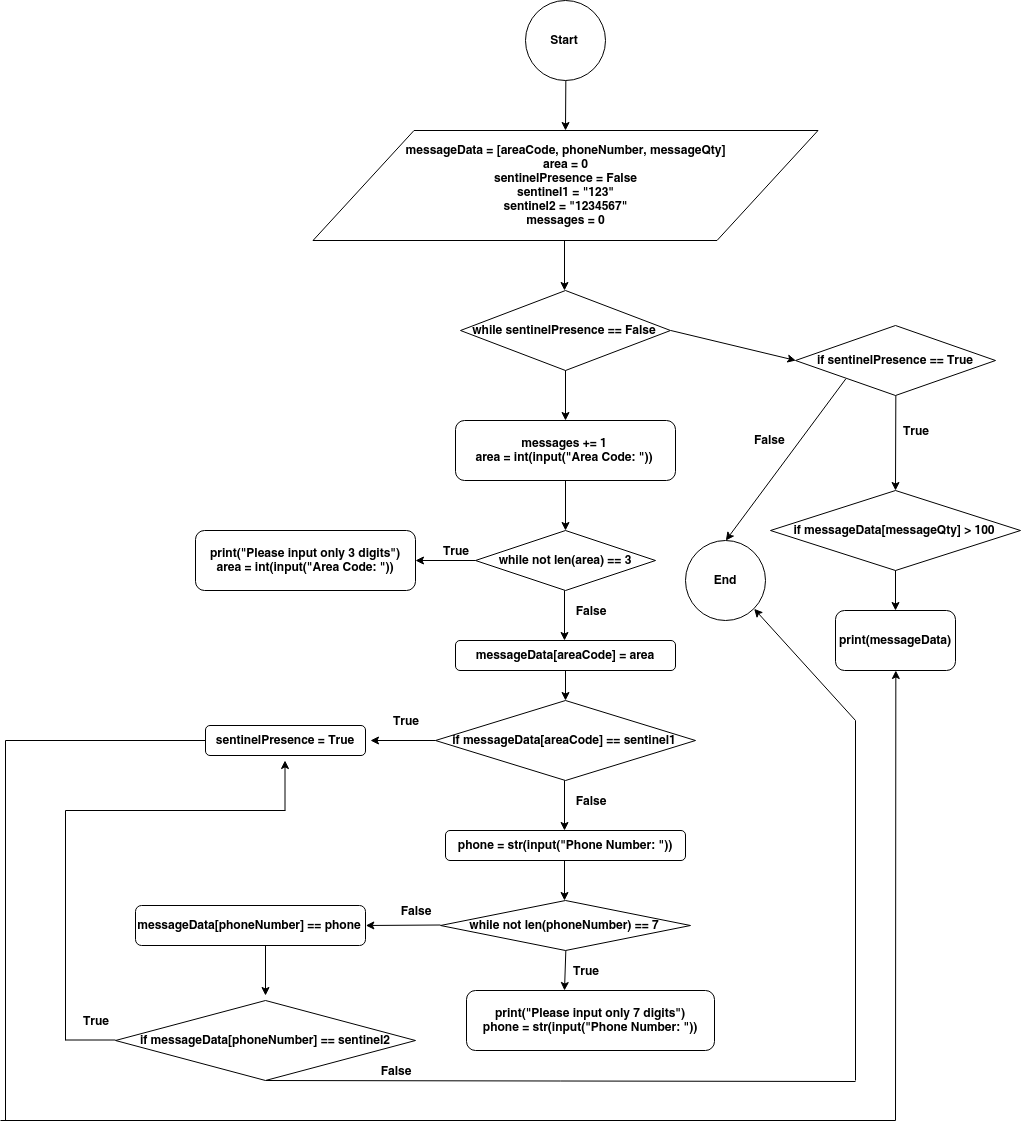 Start
messageData = [areaCode, phoneNumber, messageQty]
area = 0
sentinelPresence = False
sentinel1 = "123"
sentinel2 = "1234567"
messages = 0
while sentinelPresence == False
if sentinelPresence == True
False
True
messages += 1
area = int(input("Area Code: "))
if messageData[messageQty] > 100
print("Please input only 3 digits")
area = int(input("Area Code: "))
True
while not len(area) == 3
End
False
print(messageData)
messageData[areaCode] = area
True
sentinelPresence = True
if messageData[areaCode] == sentinel1
False
phone = str(input("Phone Number: "))
False
messageData[phoneNumber] == phone
while not len(phoneNumber) == 7
True
print("Please input only 7 digits")
phone = str(input("Phone Number: "))
True
if messageData[phoneNumber] == sentinel2
False